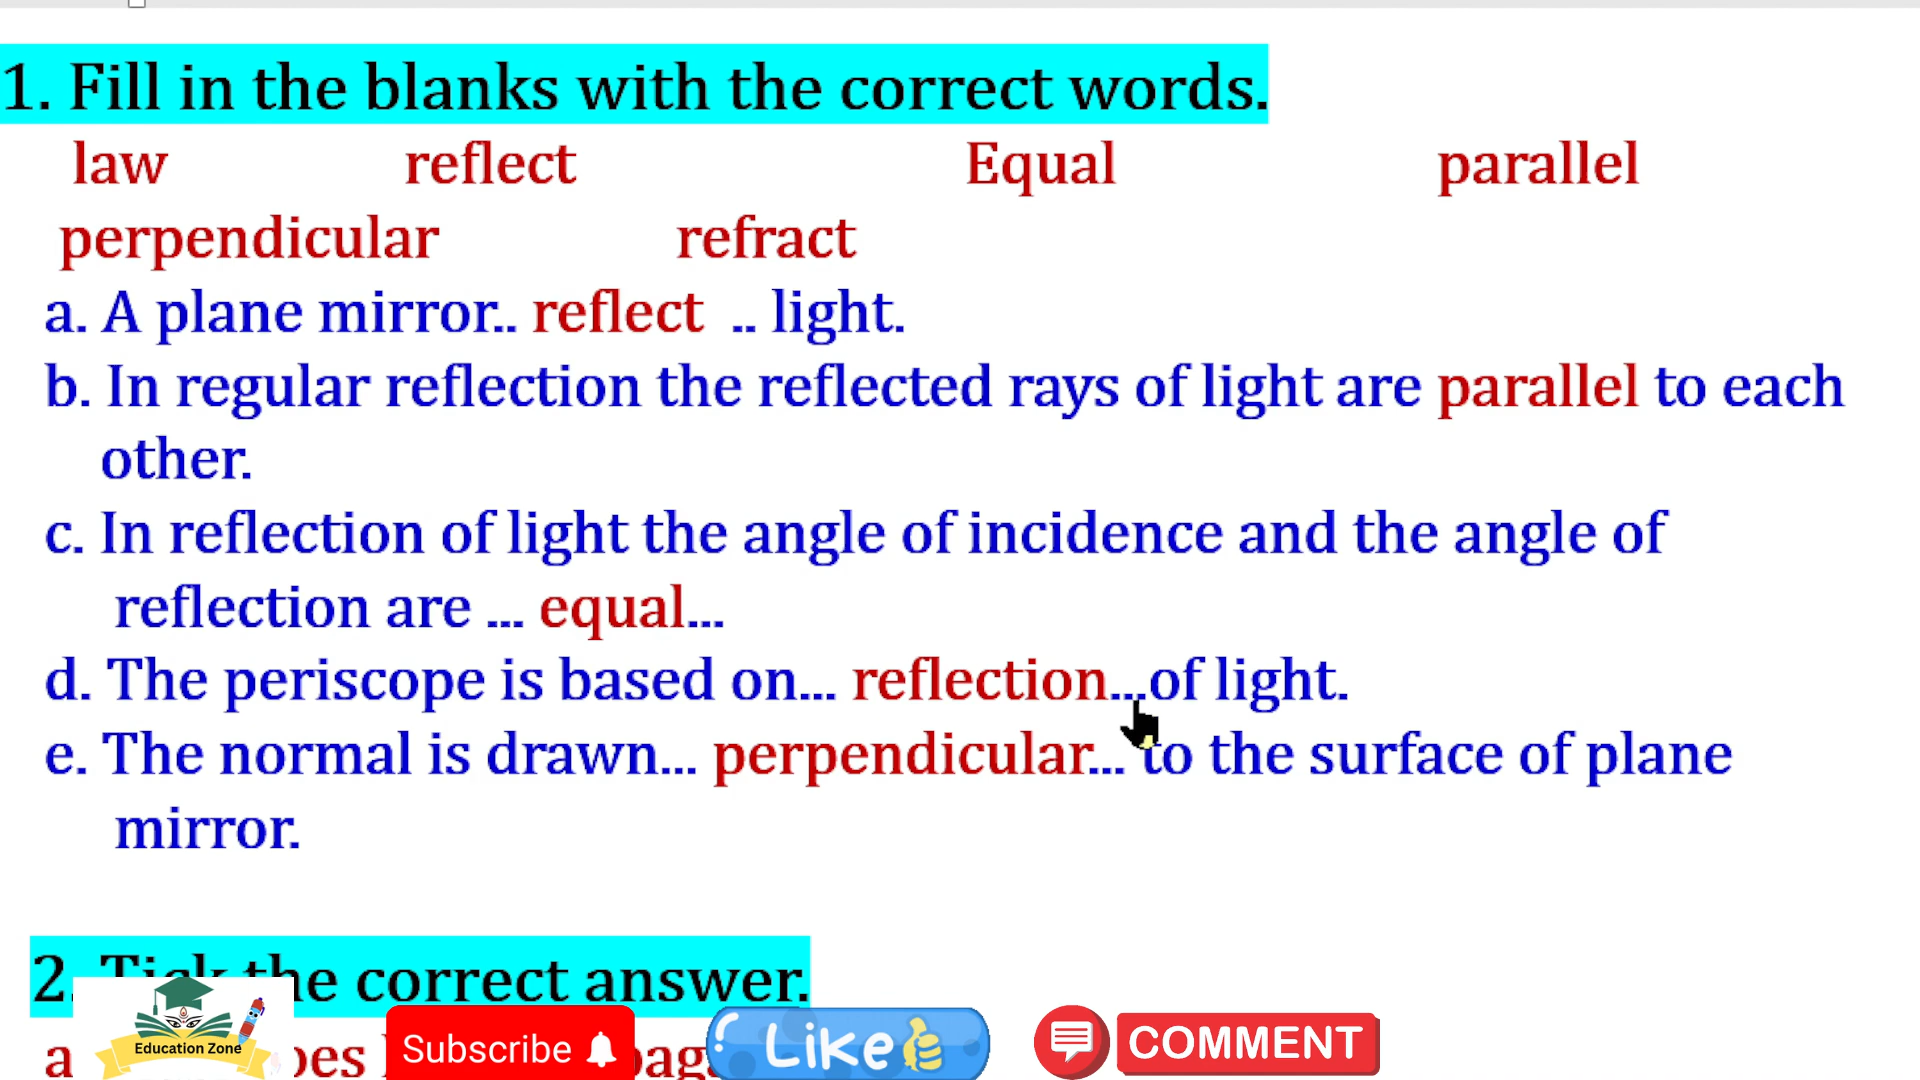 1. Fill in the blanks with the correct words.
law reflect Equal parallel
perpendicular refract
a. A plane mirror.. reflect .. light.
b. In regular reflection the reflected rays of light are parallel to each
other.
c. In reflection of light the angle of incidence and the angle of
reflection are ... equal...
d. The periscope is based on... reflection...of light.
e. The normal is drawn... perpendicular... to the surface of plane
mirror.
2. Tick the correct answer.
a
Education Zone
Subscribe
Like
COMMENT